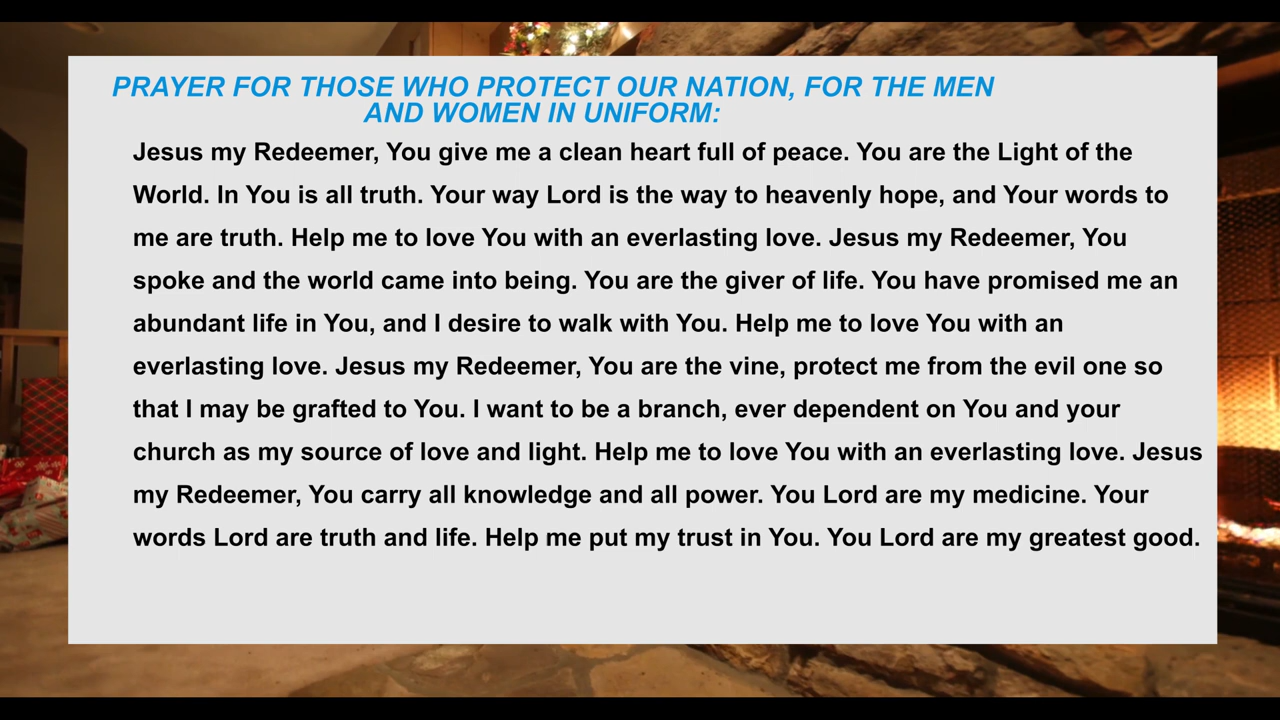 PRAYER FOR THOSE WHO PROTECT OUR NATION, FOR THE MEN
AND WOMEN IN UNIFORM:
Jesus my Redeemer, You give me a clean heart full of peace. You are the Light of the
World. In You is all truth. Your way Lord is the way to heavenly hope, and Your words to
me are truth. Help me to love You with an everlasting love. Jesus my Redeemer, You
spoke and the world came into being. You are the giver of life. You have promised me an
abundant life in You, and I desire to walk with You. Help me to love You with an
everlasting love. Jesus my Redeemer, You are the vine, protect me from the evil one so
that I may be grafted to You. I want to be a branch, ever dependent on You and your
church as my source of love and light. Help me to love You with an everlasting love. Jesus
my Redeemer, You carry all knowledge and all power. You Lord are my medicine. Your
words Lord are truth and life. Help me put my trust in You. You Lord are my greatest good.